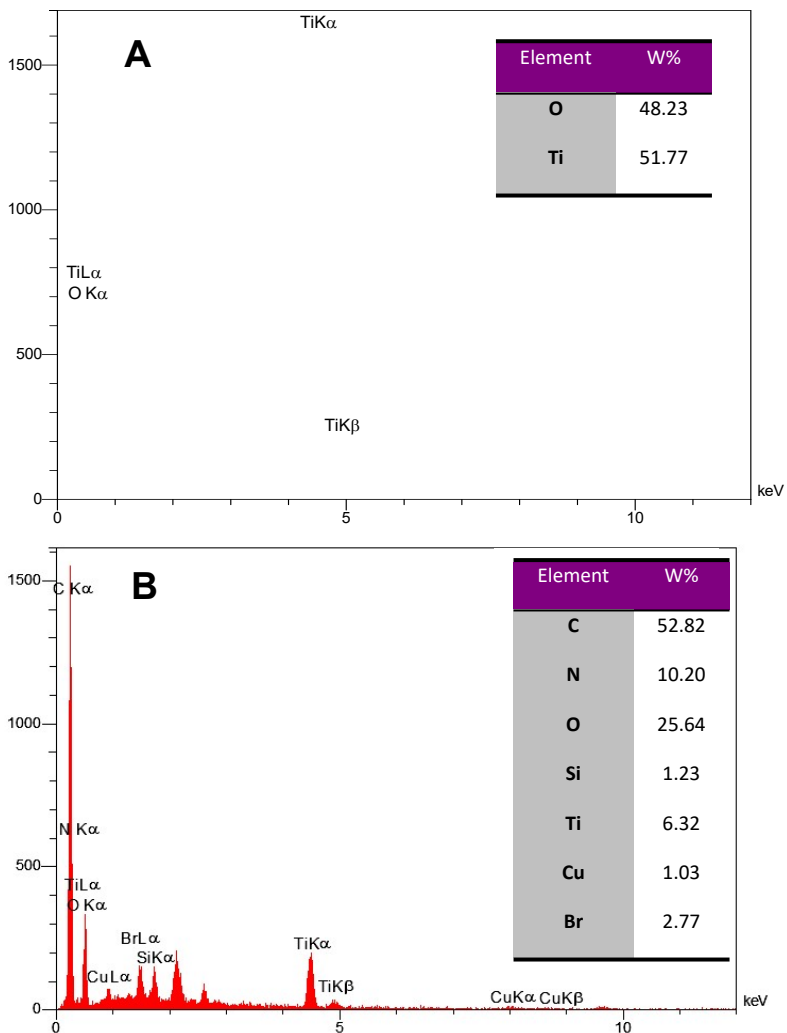 TiKα
A
Element W%
1500
O 48.23
Ti 51.77
1000
TiLα
O Kα
500
TiKβ
0
keV
0 5 10
B
Element W%
1500
C Kα
C 52.82
N 10.20
1000
O 25.64
Si 1.23
N Kα
Ti 6.32
500
TiLα
O Kα
Cu 1.03
Br 2.77
BrLα
TiKα
SiKα
CuLα
TiKβ
CuKα CuKβ
0
keV
0 5 10